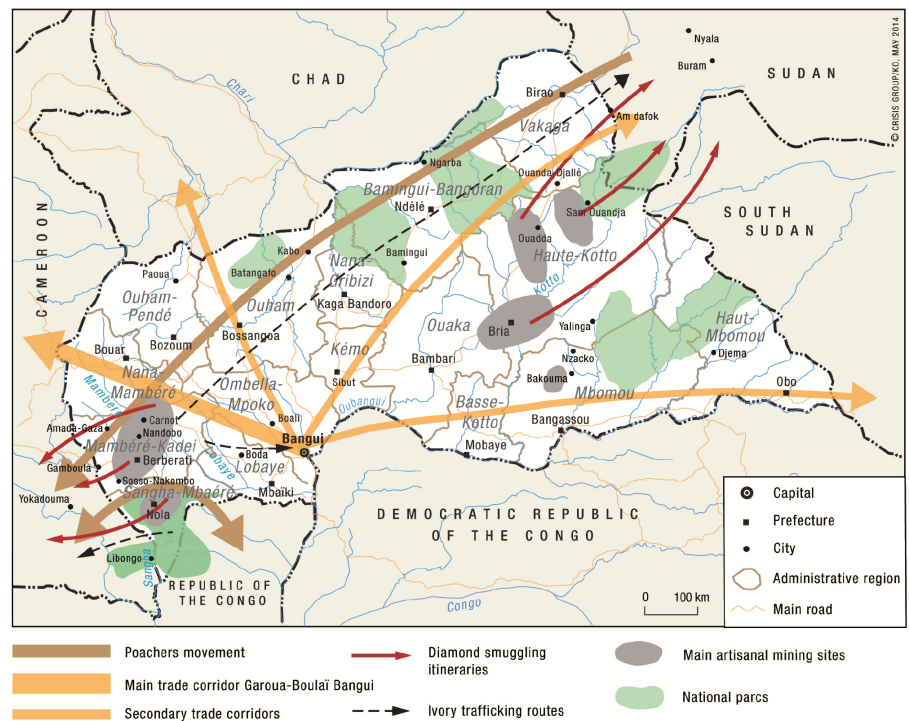 © CRISIS GROUP/KO, MAY 2014
Nyala
CHAD
SUDAN
Buram
Chari
Birao
Am dafok
Vakaga
Ngarba
Ouanda-Djallé
Bamingui-Bangoran
Ndélé
Sam Ouandja
SOUTH
SUDAN
CAMEROON
Ouadda
Kabo
Bamingui
Haute-Kotto
Nana-
Gribizi
Paoua
Batangafo
Kotto
Ouham-
Pendé
Ouham
Kaga Bandoro
Haut-
Mbomou
Bossangoa
Ouaka
Bria
Yalinga
Bozoum
Bouar
Kémo
Djema
Nzacko
Nana-
Mambéré
Bambari
Ombella-
Mpoko
Sibut
Bakouma
Mbomou
Obo
Mambéré
Oubangui
Basse-
Kotto
Carnot
Boali
Amada-Gaza
Nandobo
Bangui
Bangassou
Mambéré-Kadei
Mobaye
Lobaye
Boda
Berberati
Lobaye
Gamboula
Sosso-Nakombo
Mbaïki
Sangha-Mbaéré
Yokadouma
Nola
DEMOCRATIC REPUBLIC
OF THE CONGO
Libongo
Sangha
REPUBLIC OF
THE CONGO
Congo
0 100 km
Capital
Prefecture
City
Administrative region
Main road
Poachers movement
Main trade corridor Garoua-Boulaï Bangui
Secondary trade corridors
Diamond smuggling
itineraries
Ivory trafficking routes
Main artisanal mining sites
National parcs